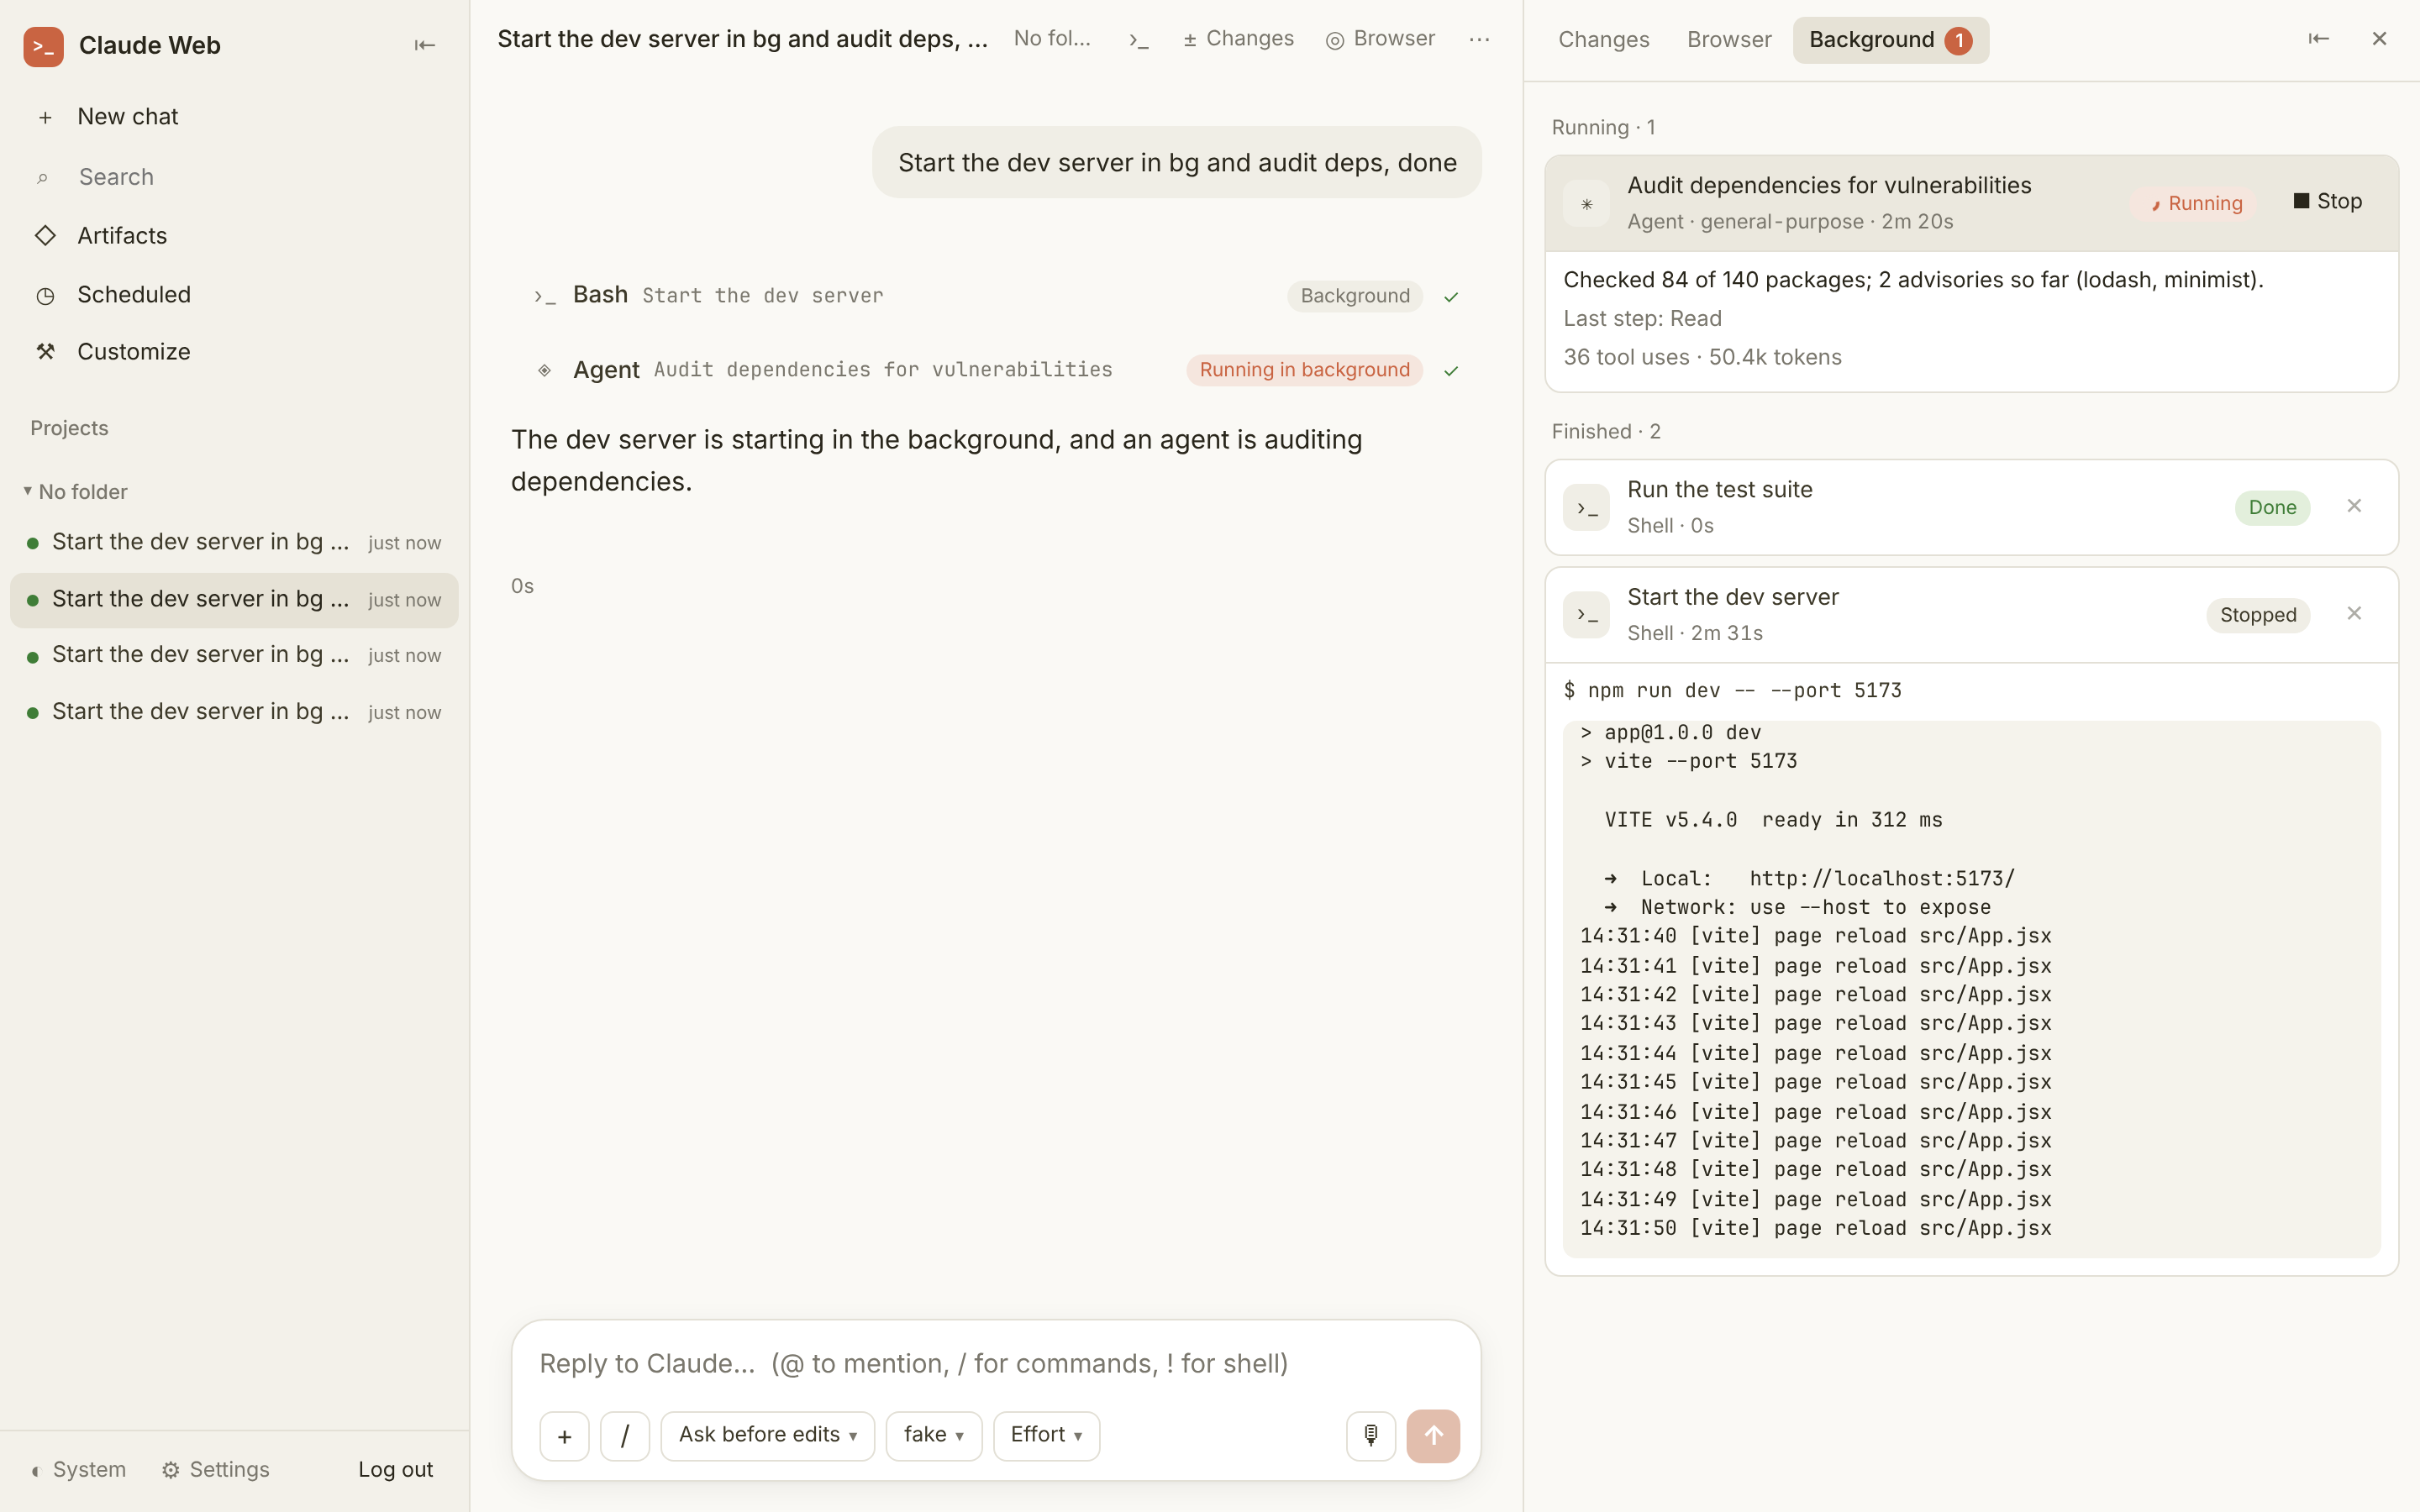 >_ Claude Web
+ New chat
Search
Artifacts
Scheduled
Customize
Projects
▾ No folder
Start the dev server in bg ... just now
Start the dev server in bg ... just now
Start the dev server in bg ... just now
Start the dev server in bg ... just now
System Settings Log out
Start the dev server in bg and audit deps, ... No fol... ›_ ± Changes Browser ⋯
Start the dev server in bg and audit deps, done
›_ Bash Start the dev server Background ✓
Agent Audit dependencies for vulnerabilities Running in background ✓
The dev server is starting in the background, and an agent is auditing
dependencies.
0s
Reply to Claude... (@ to mention, / for commands, ! for shell)
+ / Ask before edits ▾ fake ▾ Effort ▾
Changes Browser Background 1
Running · 1
Audit dependencies for vulnerabilities
Agent · general-purpose · 2m 20s
Running Stop
Checked 84 of 140 packages; 2 advisories so far (lodash, minimist).
Last step: Read
36 tool uses · 50.4k tokens
Finished · 2
Run the test suite
Shell · 0s
Done
Start the dev server
Shell · 2m 31s
Stopped
$ npm run dev -- --port 5173
> app@1.0.0 dev
> vite --port 5173
VITE v5.4.0 ready in 312 ms
➜ Local: http://localhost:5173/
➜ Network: use --host to expose
14:31:40 [vite] page reload src/App.jsx
14:31:41 [vite] page reload src/App.jsx
14:31:42 [vite] page reload src/App.jsx
14:31:43 [vite] page reload src/App.jsx
14:31:44 [vite] page reload src/App.jsx
14:31:45 [vite] page reload src/App.jsx
14:31:46 [vite] page reload src/App.jsx
14:31:47 [vite] page reload src/App.jsx
14:31:48 [vite] page reload src/App.jsx
14:31:49 [vite] page reload src/App.jsx
14:31:50 [vite] page reload src/App.jsx